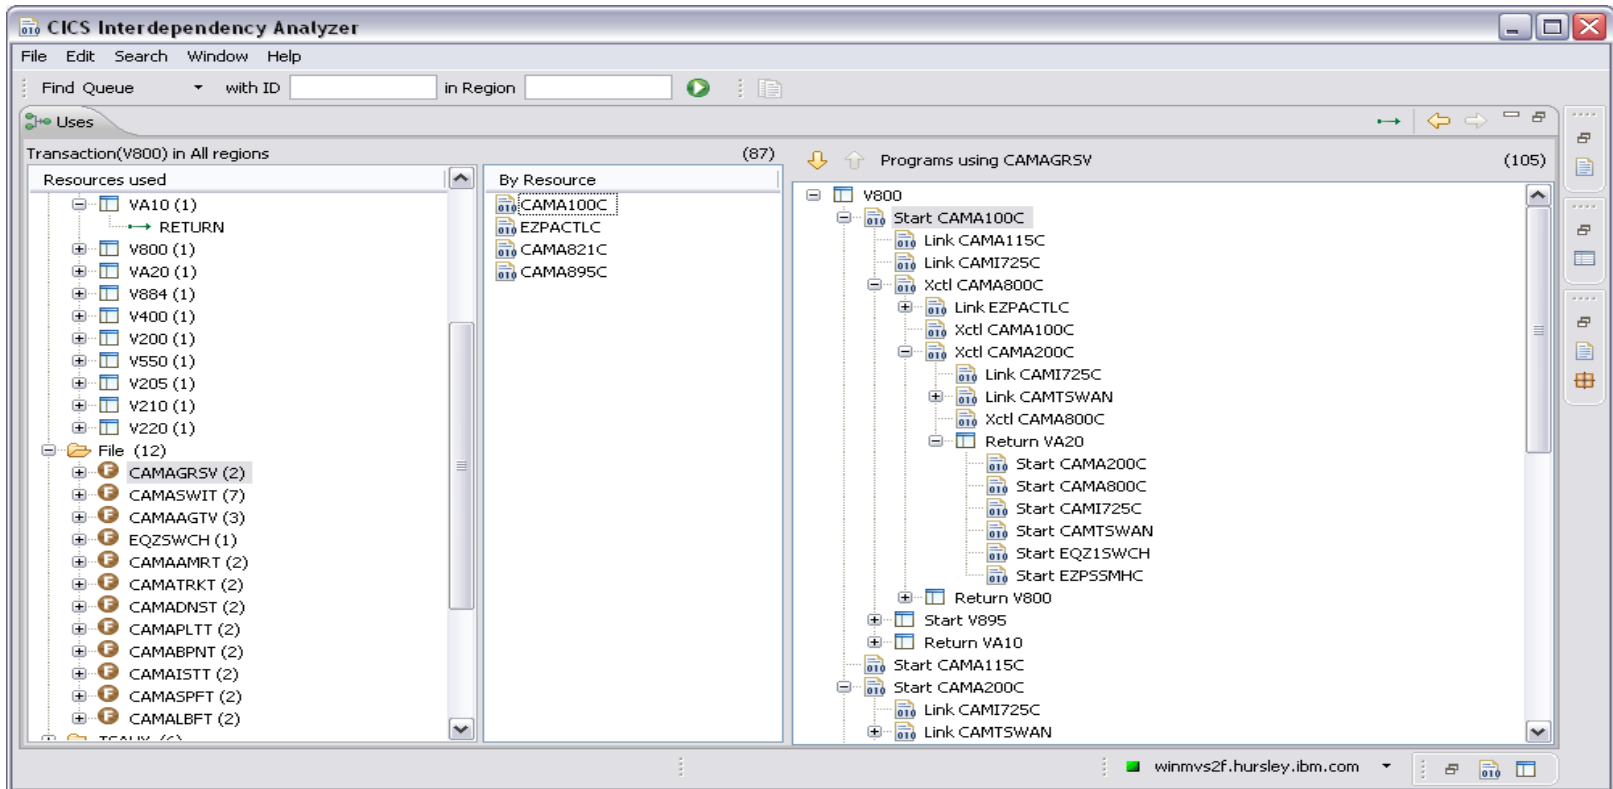 CICS Interdependency Analyzer
File Edit Search Window Help
Find Queue with ID in Region
Uses
Transaction(V800) in All regions (87)
Resources used
VA10 (1)
RETURN
V800 (1)
VA20 (1)
V884 (1)
V400 (1)
V200 (1)
V550 (1)
V205 (1)
V210 (1)
V220 (1)
File (12)
CAMAGRSV (2)
CAMASWIT (7)
CAMAAGTV (3)
EQZSWCH (1)
CAMAAMRT (2)
CAMATRKT (2)
CAMADNST (2)
CAMAPLTT (2)
CAMABPNT (2)
CAMAISTT (2)
CAMASPFT (2)
CAMALBFT (2)
By Resource
CAMA100C
EZPACTLC
CAMA821C
CAMA895C
Programs using CAMAGRSV (105)
V800
Start CAMA100C
Link CAMA115C
Link CAMI725C
Xctl CAMA800C
Link EZPACTLC
Xctl CAMA100C
Xctl CAMA200C
Link CAMI725C
Link CAMTSWAN
Xctl CAMA800C
Return VA20
Start CAMA200C
Start CAMA800C
Start CAMI725C
Start CAMTSWAN
Start EQZ1SWCH
Start EZPSSMHC
Return V800
Start V895
Return VA10
Start CAMA115C
Start CAMA200C
Link CAMI725C
Link CAMTSWAN
winmvs2f.hursley.ibm.com